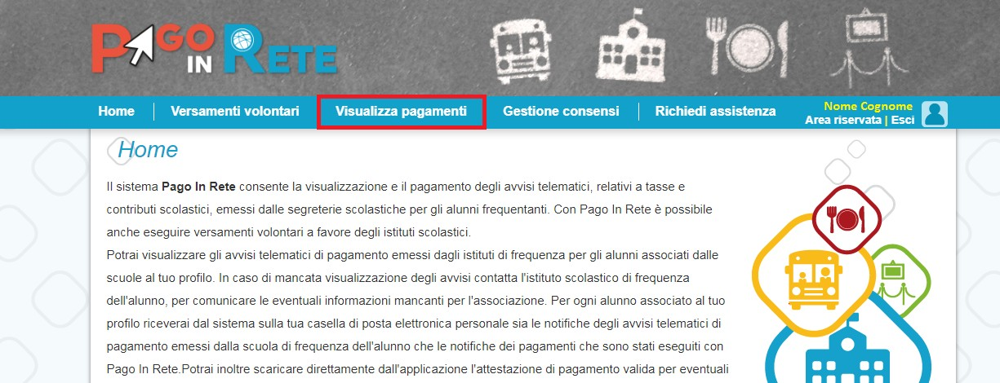 PAGO
IN RETE
Home Versamenti volontari Visualizza pagamenti Gestione consensi Richiedi assistenza
Nome Cognome
Area riservata | Esci
Home
Il sistema Pago In Rete consente la visualizzazione e il pagamento degli avvisi telematici, relativi a tasse e
contributi scolastici, emessi dalle segreterie scolastiche per gli alunni frequentanti. Con Pago In Rete è possibile
anche eseguire versamenti volontari a favore degli istituti scolastici.
Potrai visualizzare gli avvisi telematici di pagamento emessi dagli istituti di frequenza per gli alunni associati dalle
scuole al tuo profilo. In caso di mancata visualizzazione degli avvisi contatta l'istituto scolastico di frequenza
dell'alunno, per comunicare le eventuali informazioni mancanti per l'associazione. Per ogni alunno associato al tuo
profilo riceverai dal sistema sulla tua casella di posta elettronica personale sia le notifiche degli avvisi telematici di
pagamento emessi dalla scuola di frequenza dell'alunno che le notifiche dei pagamenti che sono stati eseguiti con
Pago In Rete.Potrai inoltre scaricare direttamente dall'applicazione l'attestazione di pagamento valida per eventuali